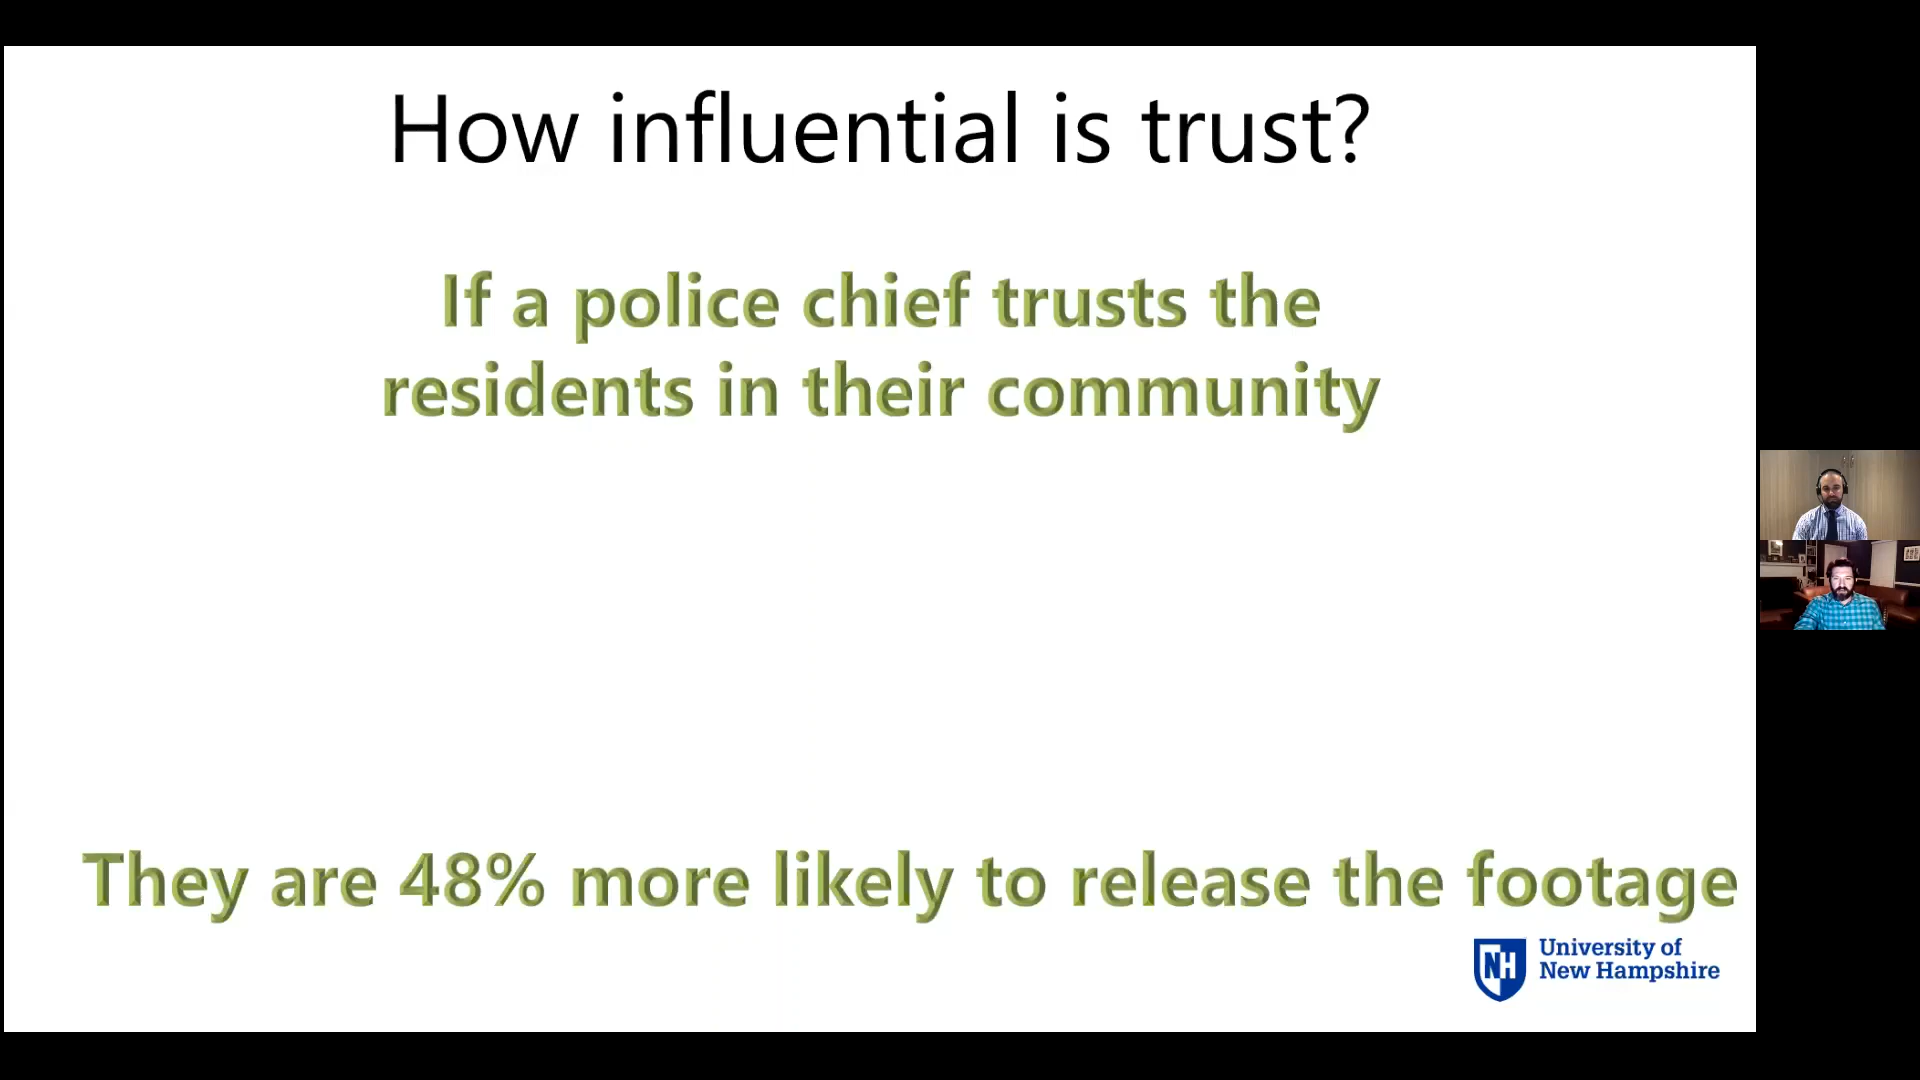 How influential is trust?
If a police chief trusts the
residents in their community
They are 48% more likely to release the footage
NH
University of
New Hampshire